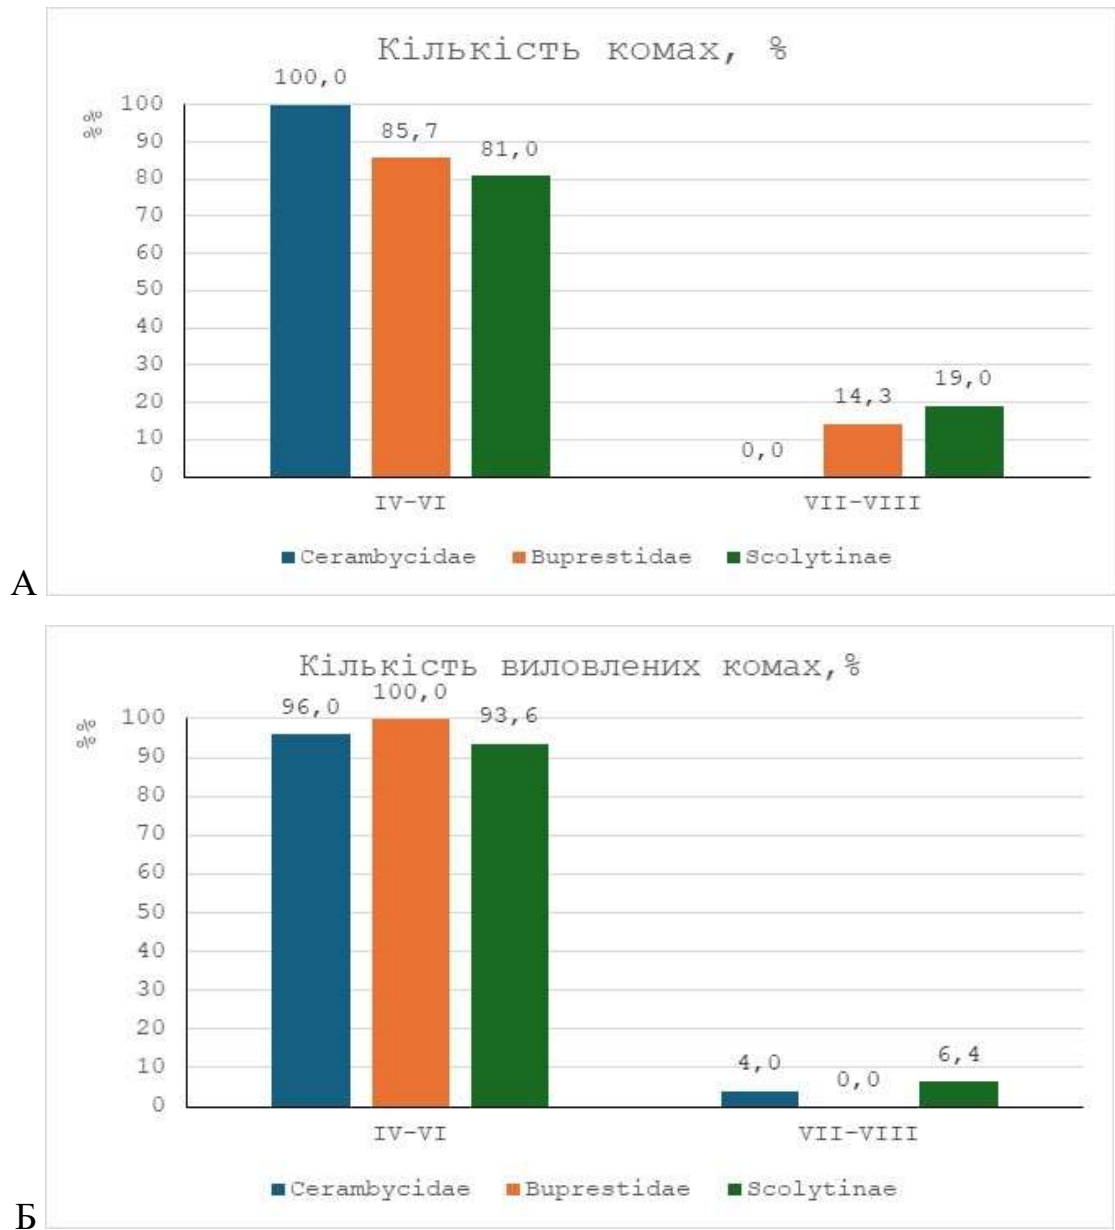 Кількість комах, %
100,0
85,7
81,0
%
%
100
90
80
70
60
50
40
30
20
10
0
0,0
14,3
19,0
IV-VI
VII-VIII
Cerambycidae
Buprestidae
Scolytinae
А
Кількість виловлених комах,%
96,0
100,0
93,6
%
%
100
90
80
70
60
50
40
30
20
10
0
4,0
0,0
6,4
IV-VI
VII-VIII
Cerambycidae
Buprestidae
Scolytinae
Б